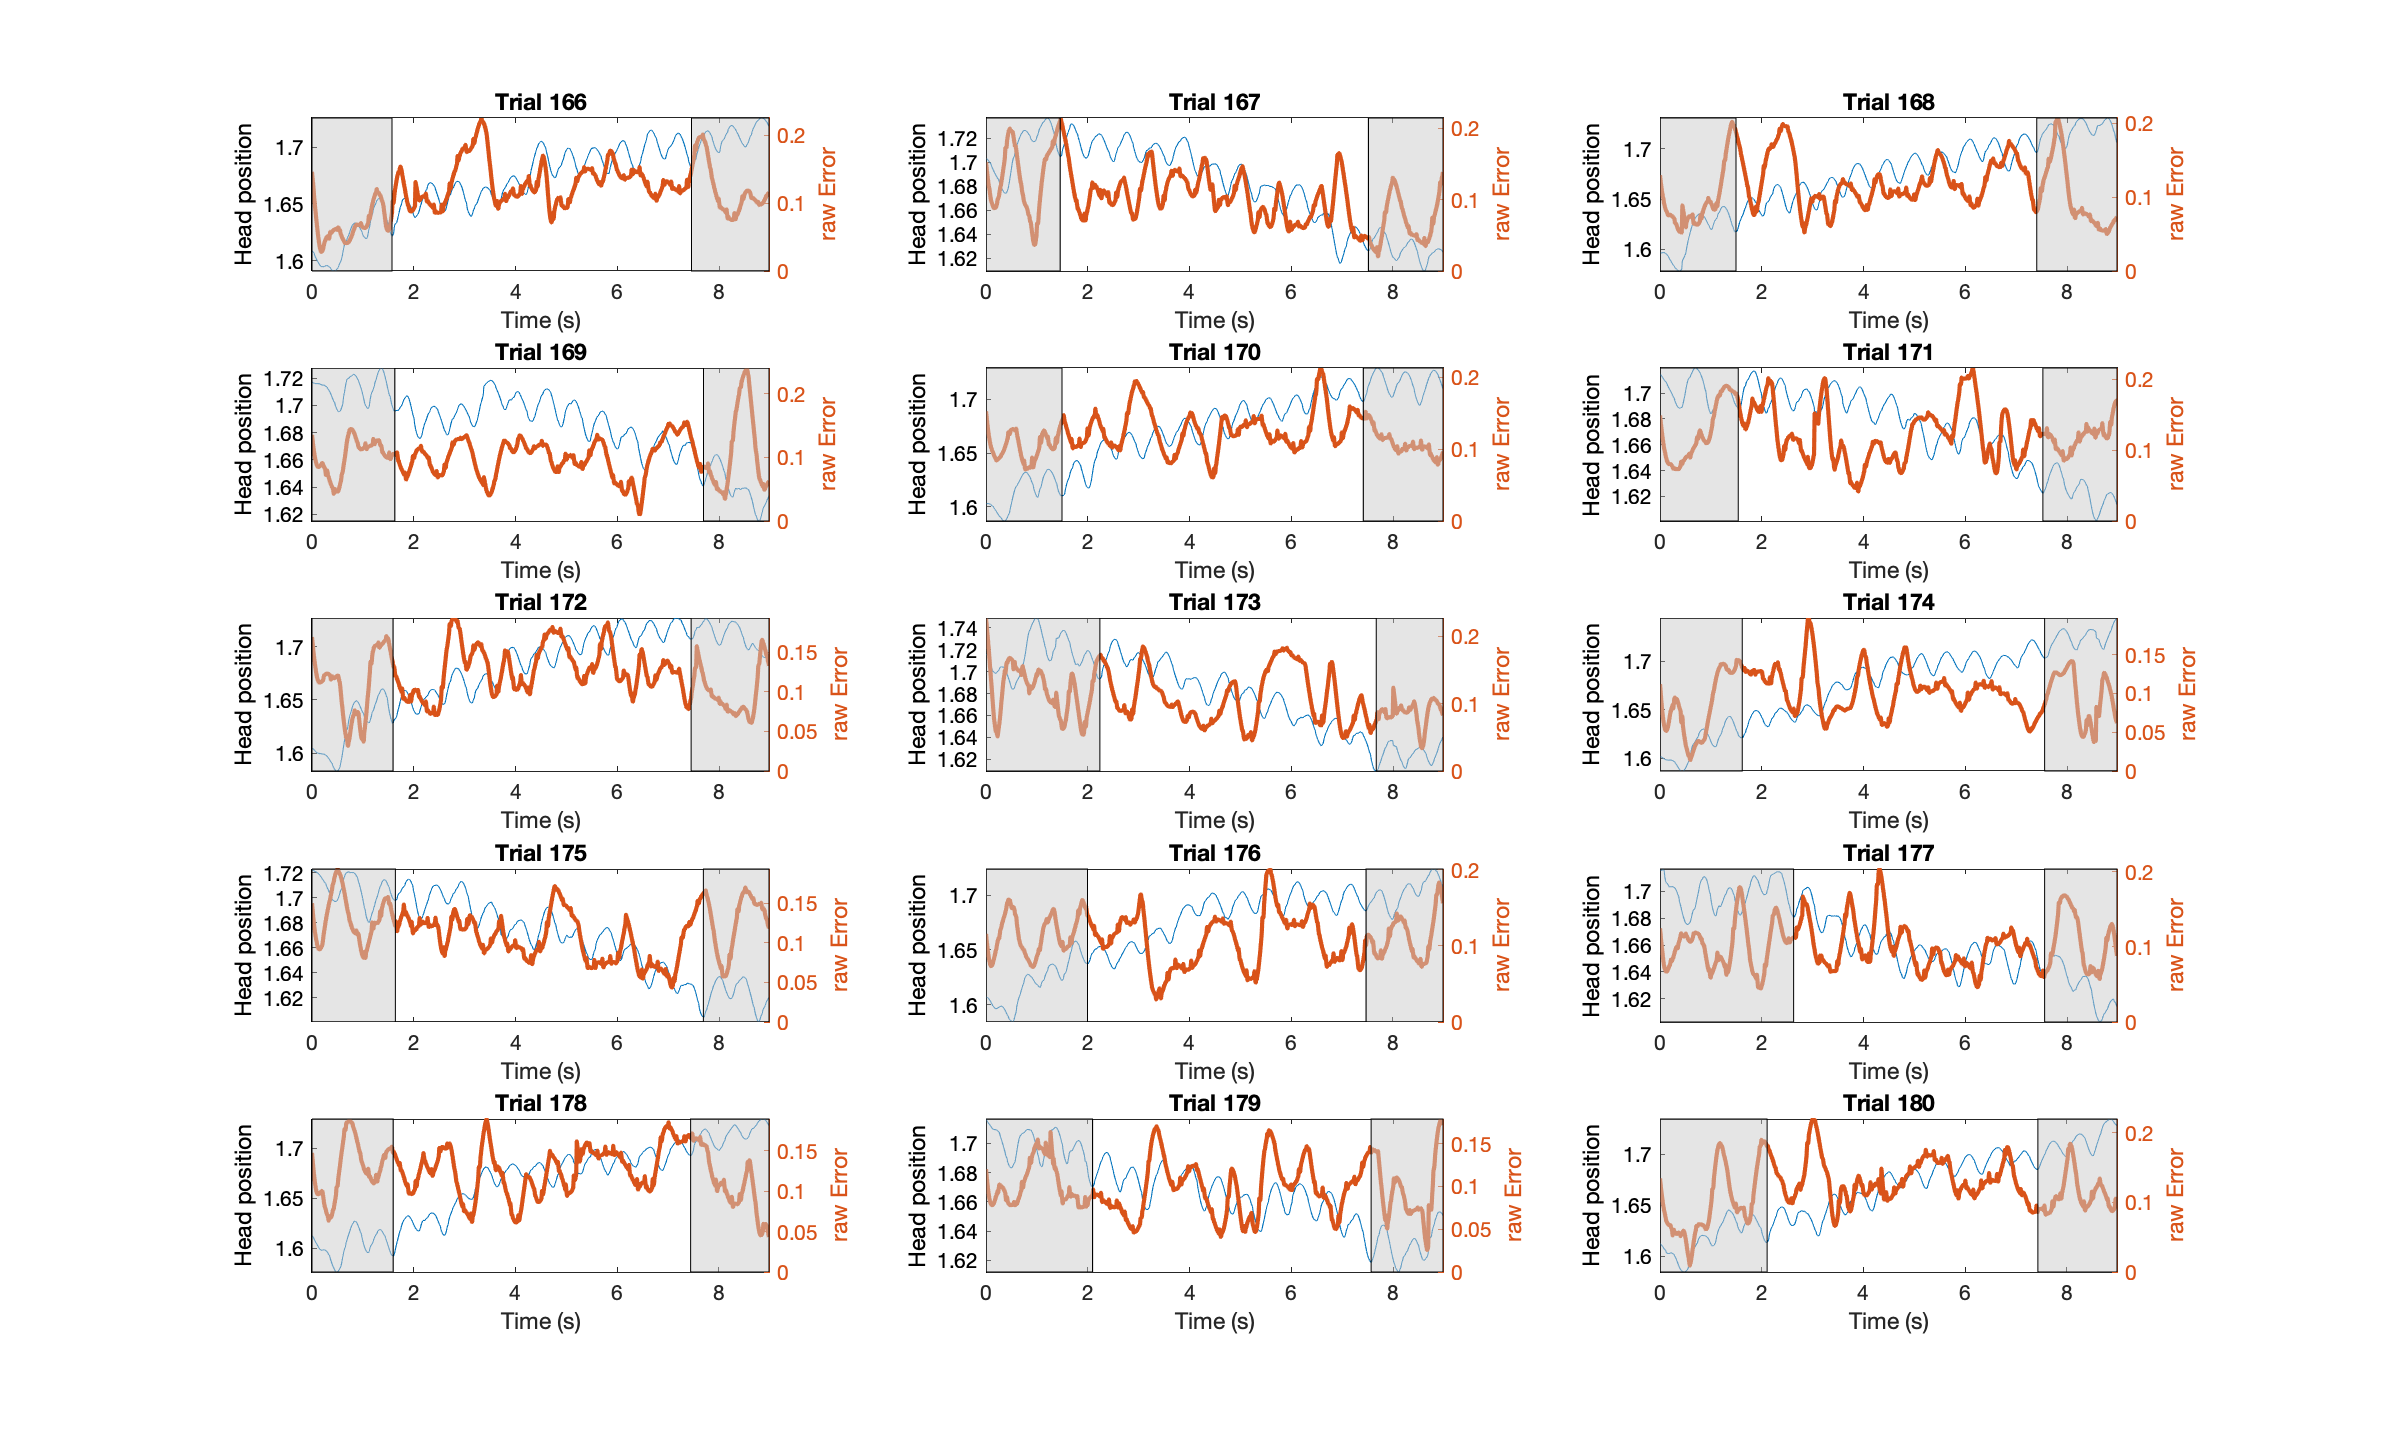 Trial 166
Head position
1.7
1.65
1.6
0.2
0.1
0
raw Error
0 2 4 6 8
Time (s)
Trial 167
Head position
1.72
1.7
1.68
1.66
1.64
1.62
0.2
0.1
0
raw Error
0 2 4 6 8
Time (s)
Trial 168
Head position
1.7
1.65
1.6
0.2
0.1
0
raw Error
0 2 4 6 8
Time (s)
Trial 169
Head position
1.72
1.7
1.68
1.66
1.64
1.62
0.2
0.1
0
raw Error
0 2 4 6 8
Time (s)
Trial 170
Head position
1.7
1.65
1.6
0.2
0.1
0
raw Error
0 2 4 6 8
Time (s)
Trial 171
Head position
1.7
1.68
1.66
1.64
1.62
0.2
0.1
0
raw Error
0 2 4 6 8
Time (s)
Trial 172
Head position
1.7
1.65
1.6
0.15
0.1
0.05
0
raw Error
0 2 4 6 8
Time (s)
Trial 173
Head position
1.74
1.72
1.7
1.68
1.66
1.64
1.62
0.2
0.1
0
raw Error
0 2 4 6 8
Time (s)
Trial 174
Head position
1.7
1.65
1.6
0.15
0.1
0.05
0
raw Error
0 2 4 6 8
Time (s)
Trial 175
Head position
1.72
1.7
1.68
1.66
1.64
1.62
0.15
0.1
0.05
0
raw Error
0 2 4 6 8
Time (s)
Trial 176
Head position
1.7
1.65
1.6
0.2
0.1
0
raw Error
0 2 4 6 8
Time (s)
Trial 177
Head position
1.7
1.68
1.66
1.64
1.62
0.2
0.1
0
raw Error
0 2 4 6 8
Time (s)
Trial 178
Head position
1.7
1.65
1.6
0.15
0.1
0.05
0
raw Error
0 2 4 6 8
Time (s)
Trial 179
Head position
1.7
1.68
1.66
1.64
1.62
0.15
0.1
0.05
0
raw Error
0 2 4 6 8
Time (s)
Trial 180
Head position
1.7
1.65
1.6
0.2
0.1
0
raw Error
0 2 4 6 8
Time (s)